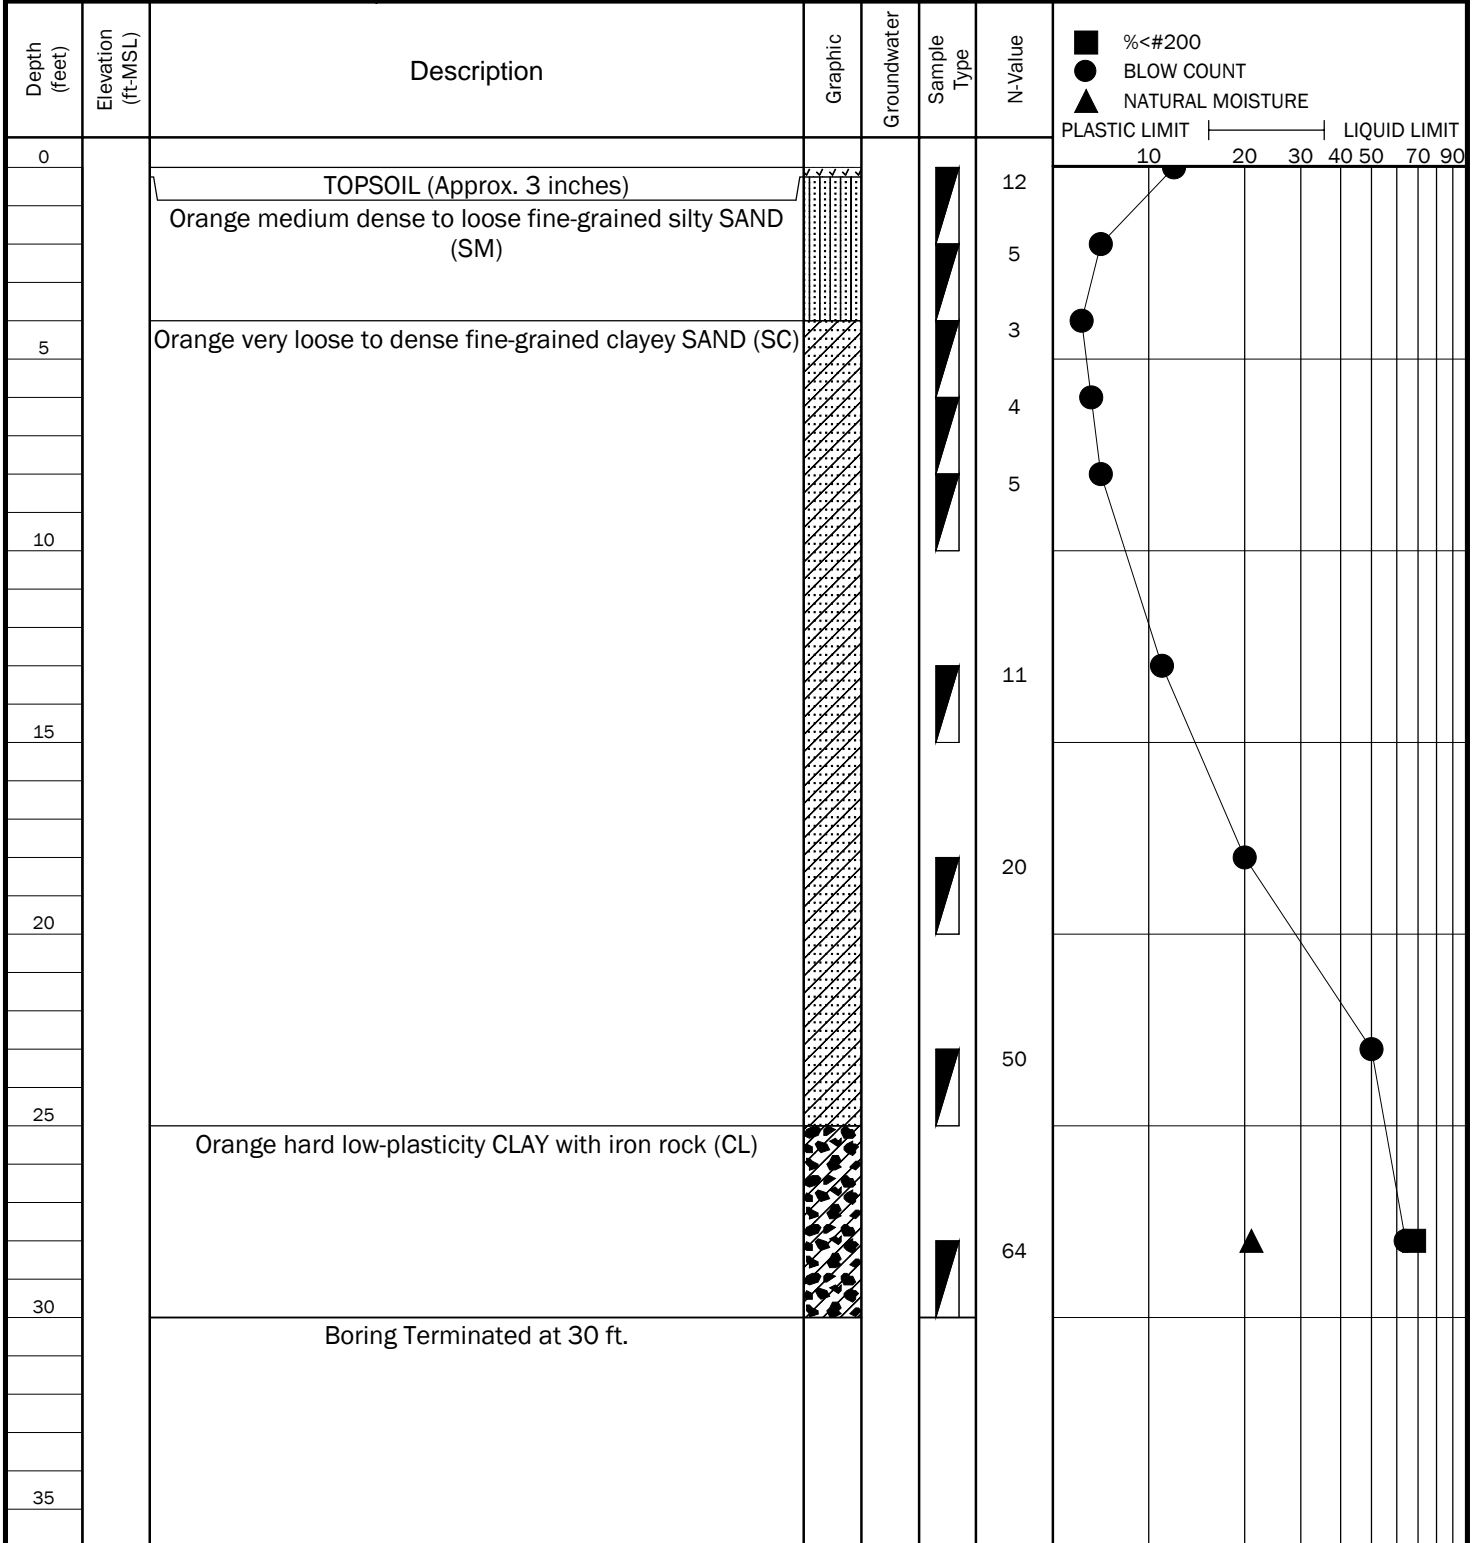 Depth
(feet)
Elevation
(ft-MSL)
Description
Graphic
Groundwater
Sample
Type
N-Value
%<#200
BLOW COUNT
NATURAL MOISTURE
PLASTIC LIMIT LIQUID LIMIT
10 20 30 40 50 70 90
0
TOPSOIL (Approx. 3 inches)
12
Orange medium dense to loose fine-grained silty SAND
(SM)
5
Orange very loose to dense fine-grained clayey SAND (SC)
3
5
4
5
10
11
15
20
20
50
25
Orange hard low-plasticity CLAY with iron rock (CL)
64
30
Boring Terminated at 30 ft.
35